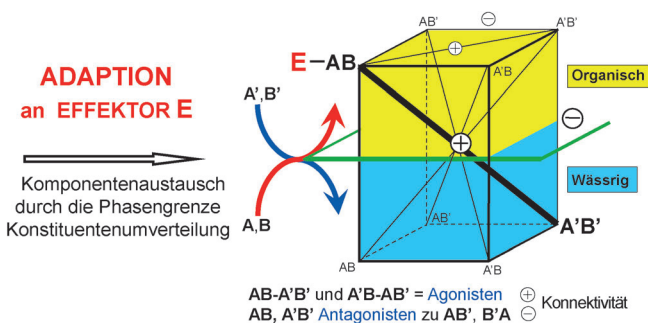 AB'
⊖
A'B'
⊕
E–AB
A'B
Organisch
ADAPTION
an EFFEKTOR E
A',B'
⊕
⊖
Komponentenaustausch
durch die Phasengrenze
Konstituentenumverteilung
Wässrig
A,B
AB'
A'B'
AB
A'B
AB-A'B' und A'B-AB' = Agonisten ⊕ Konnektivität
AB, A'B' Antagonisten zu AB', B'A ⊖